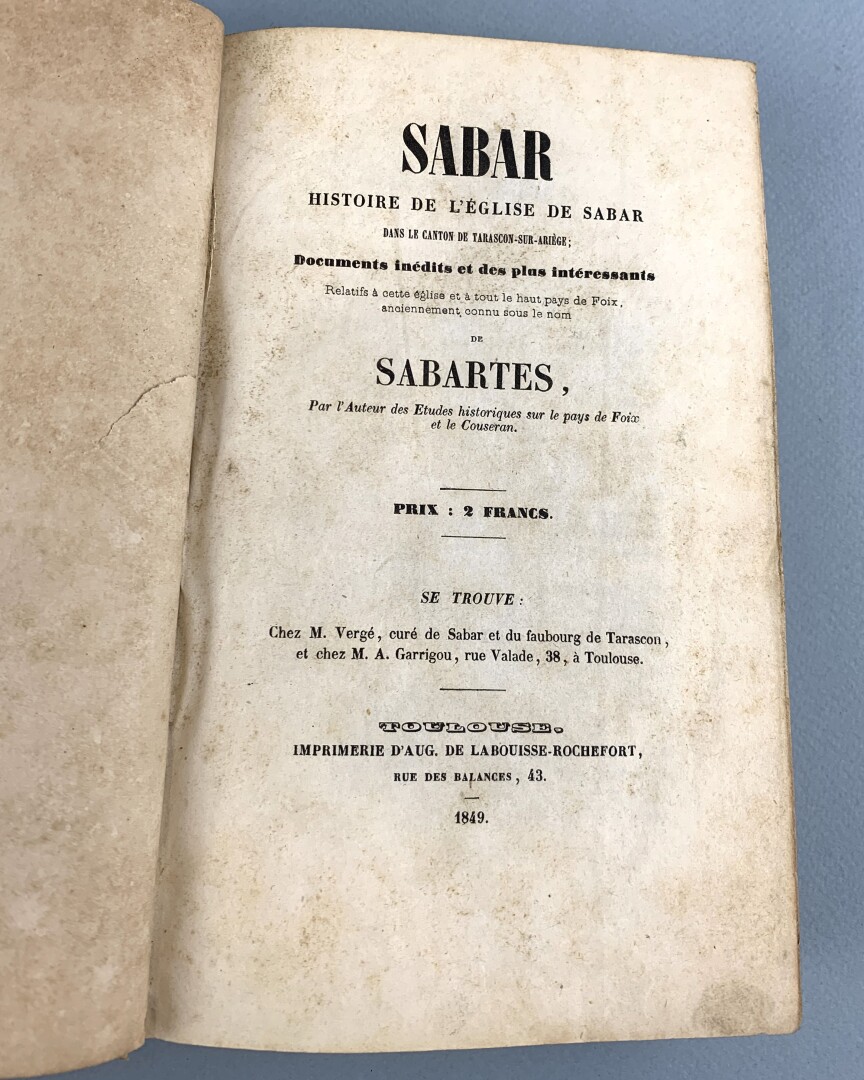 SABAR
HISTOIRE DE L'ÉGLISE DE SABAR
DANS LE CANTON DE TARASCON-SUR-ARIÈGE;
Documents inédits et des plus intéressants
Relatifs à cette église et à tout le haut pays de Foix,
anciennement connu sous le nom
DE
SABARTES,
Par l'Auteur des Etudes historiques sur le pays de Foix
et le Couseran.
PRIX : 2 FRANCS.
SE TROUVE :
Chez M. Vergé, curé de Sabar et du faubourg de Tarascon,
et chez M. A. Garrigou, rue Valade, 38, à Toulouse.
TOULOUSE.
IMPRIMERIE D'AUG. DE LABOUISSE-ROCHEFORT,
RUE DES BALANCES, 43.
1849.